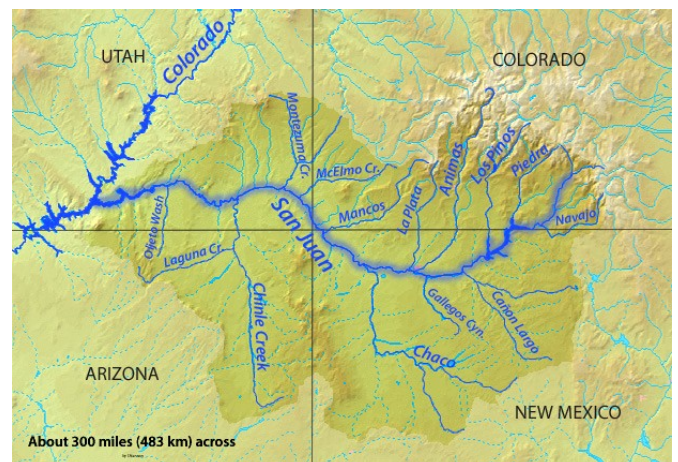 UTAH
Colorado
COLORADO
Montezuma Cr.
McElmo Cr.
Mancos
La Plata
Animas
Los Pinos
Piedra
Navajo
San Juan
Oljeto Wash
Laguna Cr.
Chinle Creek
Gallegos Cyn.
Cañon Largo
Chaco
ARIZONA
NEW MEXICO
About 300 miles (483 km) across